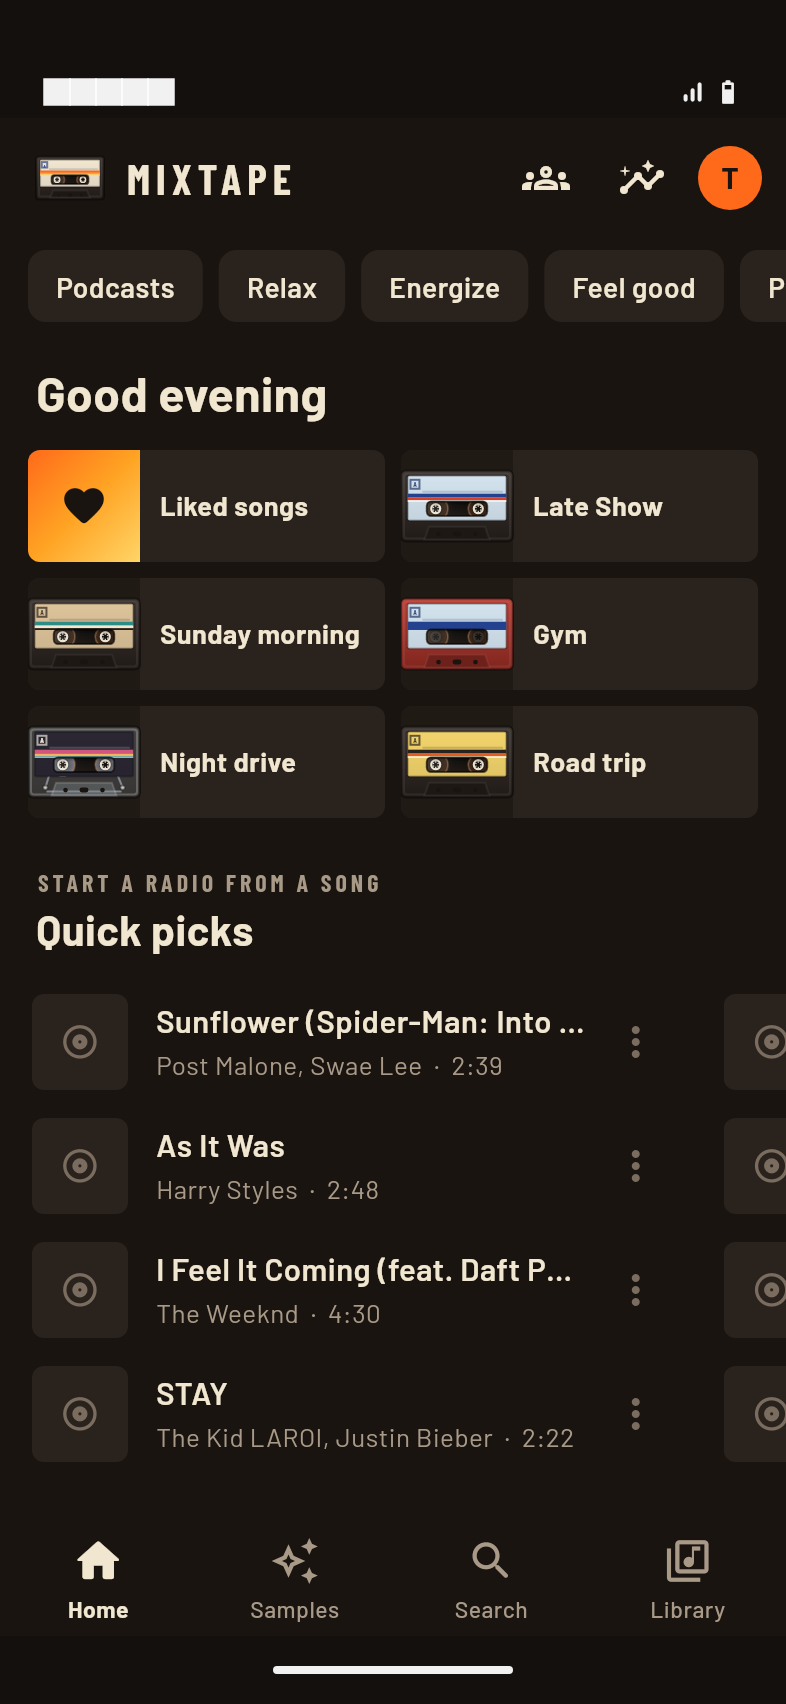 MIXTAPE
T
Podcasts
Relax
Energize
Feel good
P
Good evening
Liked songs
Late Show
Sunday morning
Gym
Night drive
Road trip
START A RADIO FROM A SONG
Quick picks
Sunflower (Spider-Man: Into ...
Post Malone, Swae Lee · 2:39
As It Was
Harry Styles · 2:48
I Feel It Coming (feat. Daft P...
The Weeknd · 4:30
STAY
The Kid LAROI, Justin Bieber · 2:22
Home
Samples
Search
Library